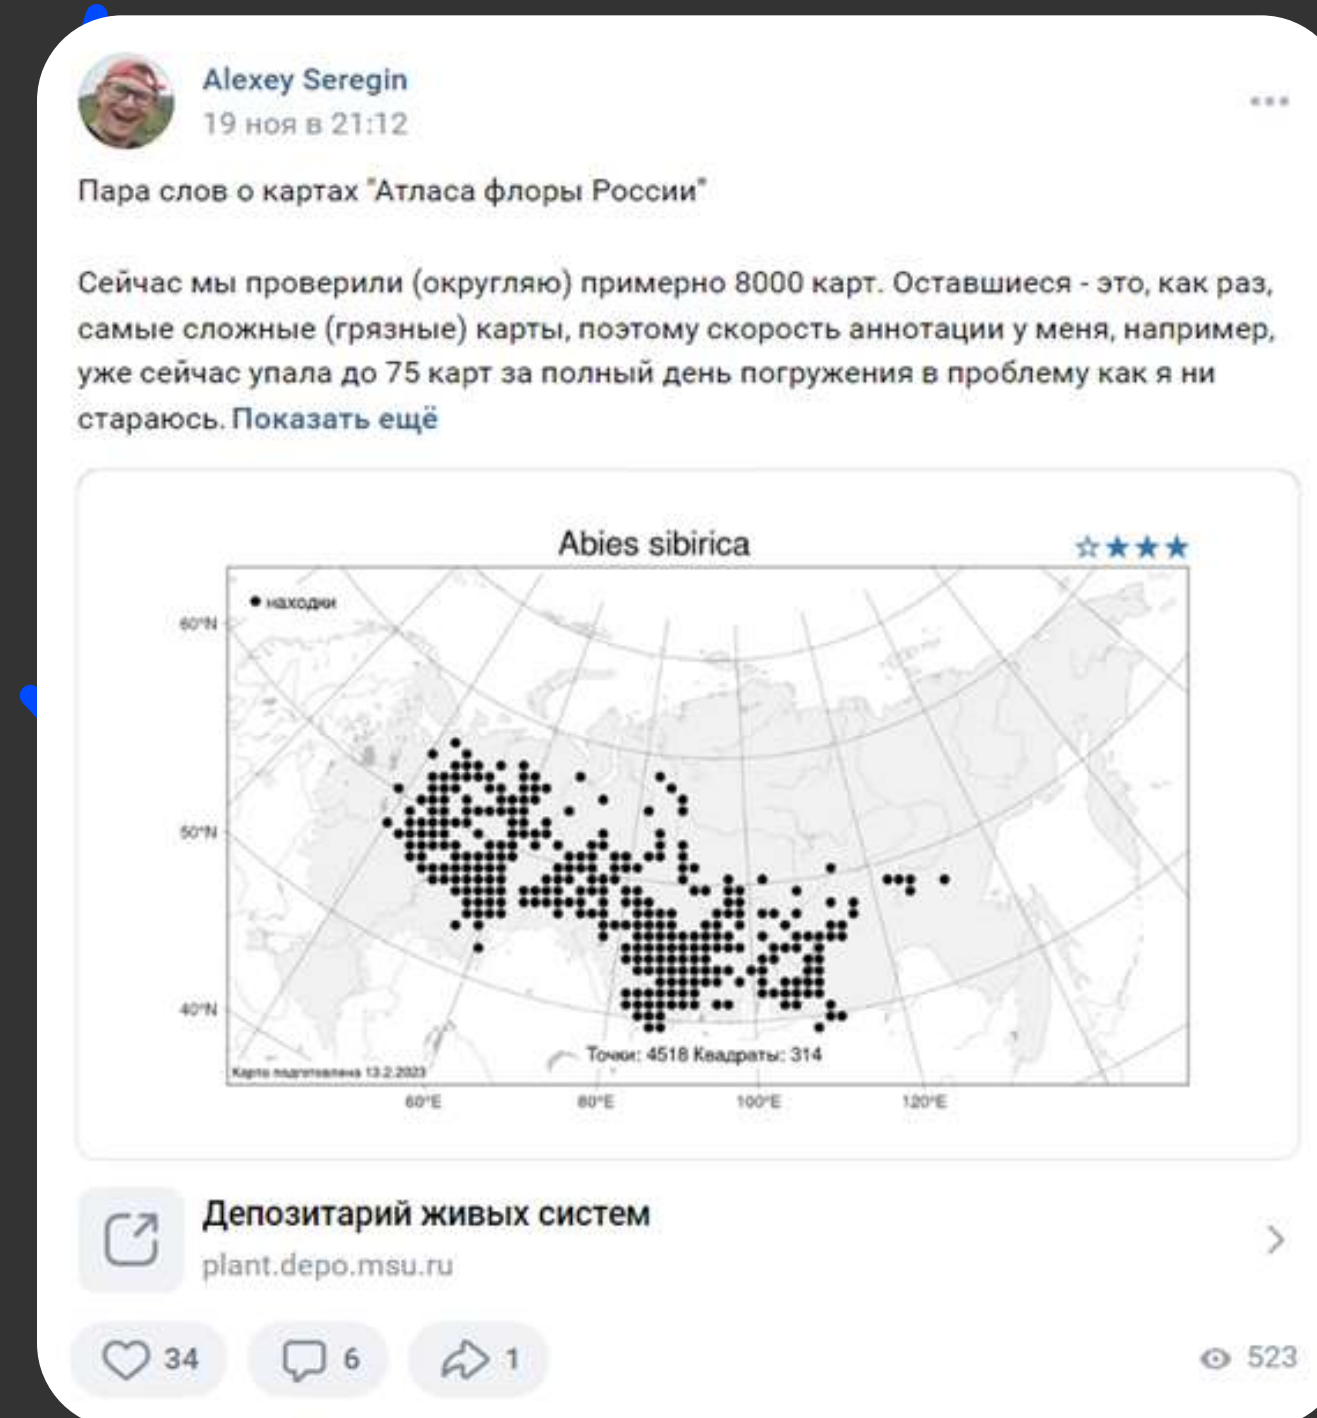 Alexey Seregin
19 ноя в 21:12
Пара слов о картах "Атласа флоры России"
Сейчас мы проверили (округляю) примерно 8000 карт. Оставшиеся - это, как раз,
самые сложные (грязные) карты, поэтому скорость аннотации у меня, например,
уже сейчас упала до 75 карт за полный день погружения в проблему как я ни
стараюсь. Показать ещё
Abies sibirica
находки
60°N
50°N
40°N
Точки: 4518 Квадраты: 314
Карта подготовлена 13.2.2023
60°E 80°E 100°E 120°E
Депозитарий живых систем
plant.depo.msu.ru
34 6 1 523